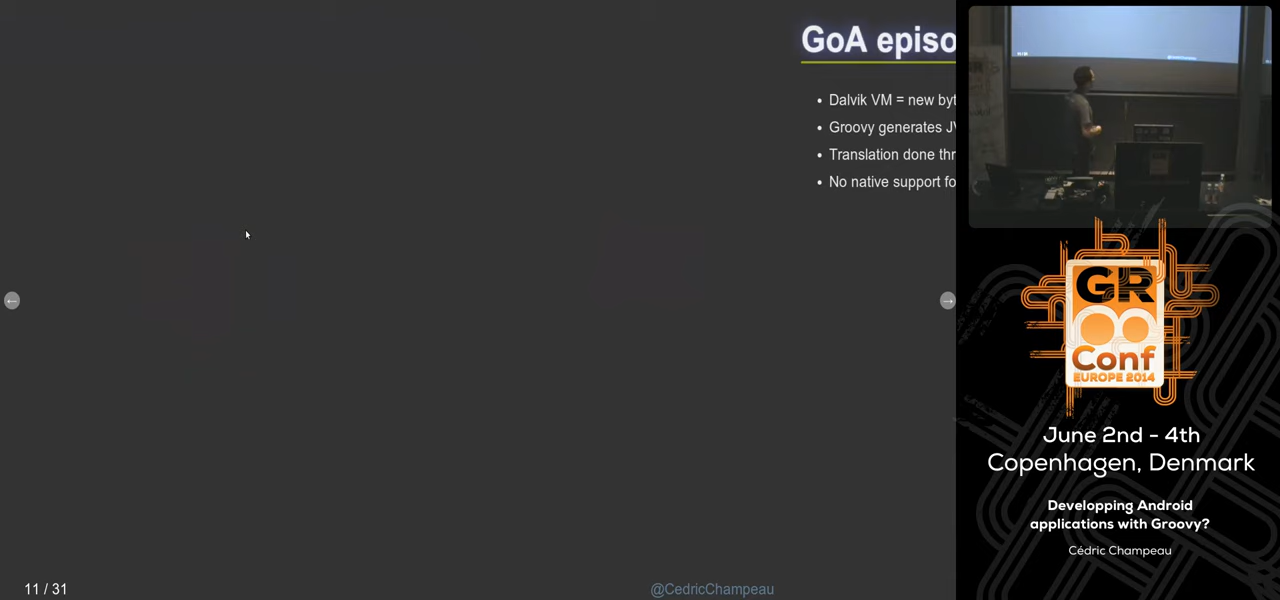 GoA episo
• Dalvik VM = new byt
• Groovy generates JV
• Translation done thr
• No native support fo
←
→
11 / 31
@CedricChampeau
GR
Conf
EUROPE 2014
June 2nd - 4th
Copenhagen, Denmark
Developping Android
applications with Groovy?
Cédric Champeau